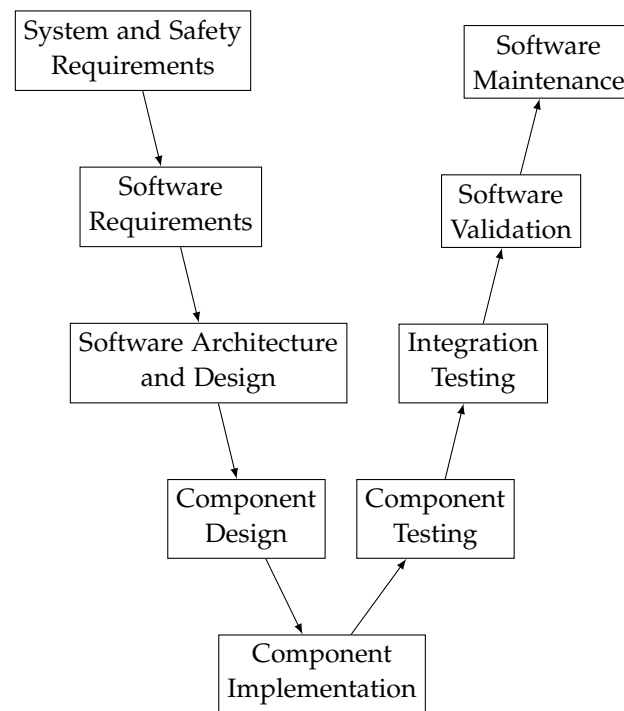 System and Safety
Requirements
Software
Requirements
Software Architecture
and Design
Component
Design
Component
Implementation
Component
Testing
Integration
Testing
Software
Validation
Software
Maintenance